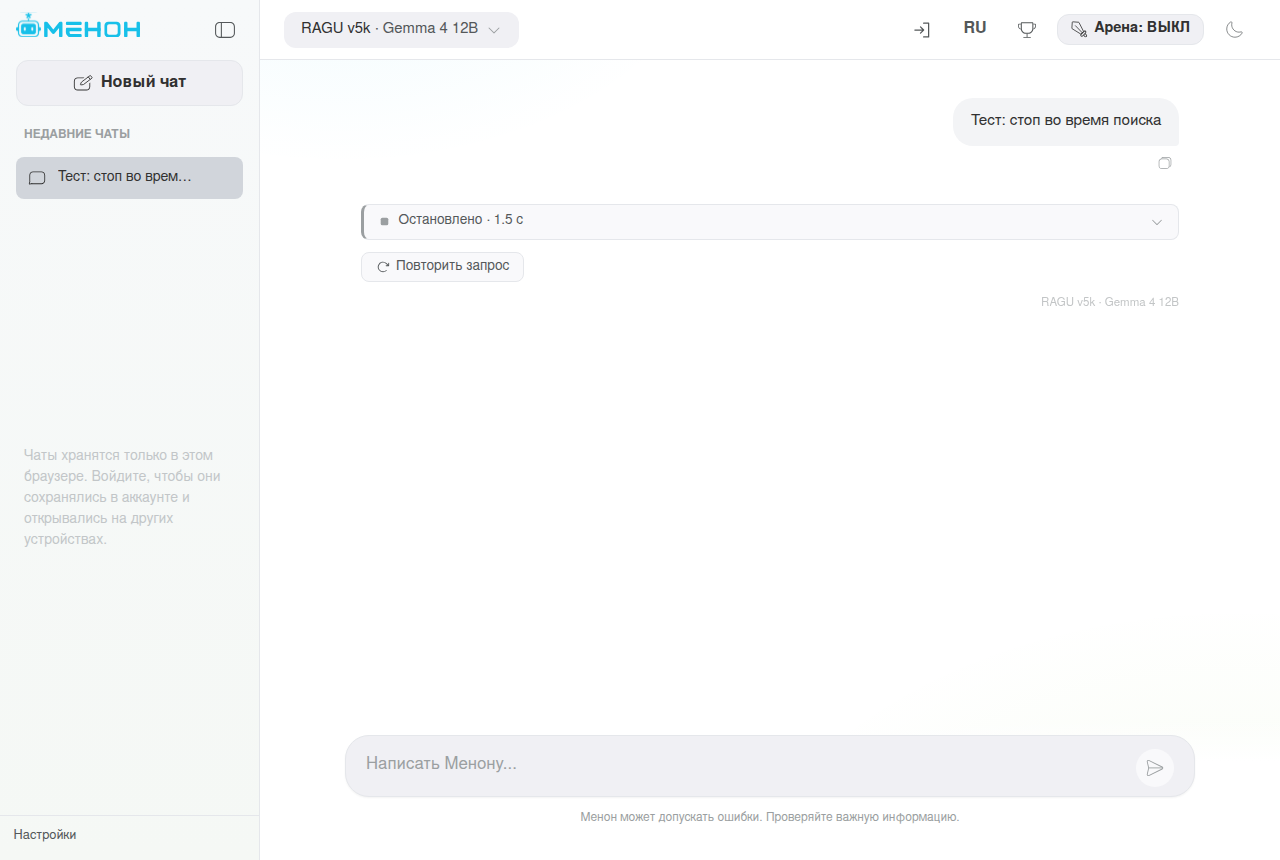 МЕНОН
Новый чат
НЕДАВНИЕ ЧАТЫ
Тест: стоп во врем…
Чаты хранятся только в этом
браузере. Войдите, чтобы они
сохранялись в аккаунте и
открывались на других
устройствах.
Настройки
RAGU v5k · Gemma 4 12B
RU
Арена: ВЫКЛ
Тест: стоп во время поиска
Остановлено · 1.5 с
Повторить запрос
RAGU v5k · Gemma 4 12B
Написать Менону...
Менон может допускать ошибки. Проверяйте важную информацию.